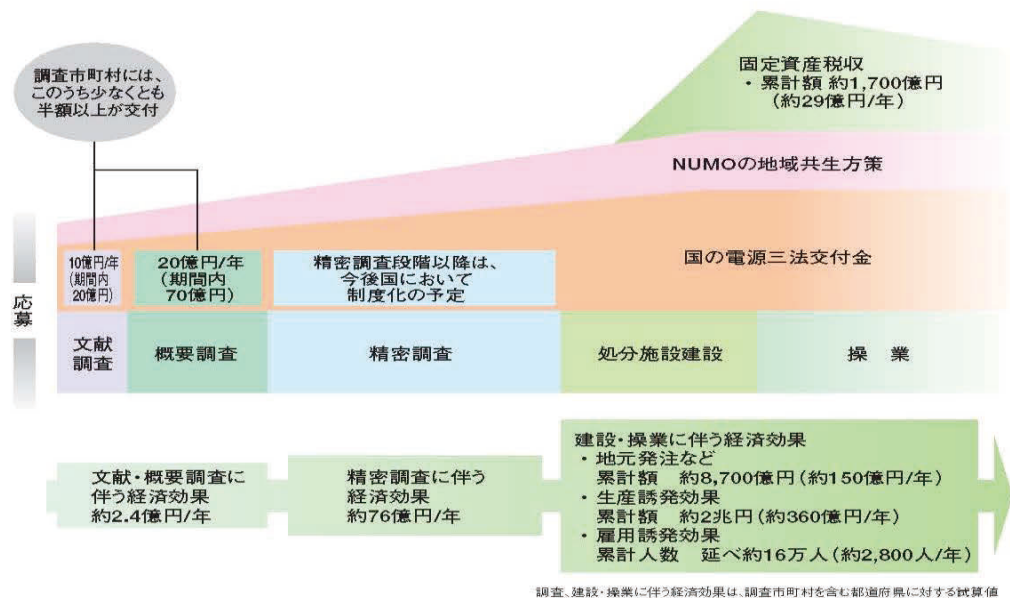 調査市町村には、
このうち少なくとも
半額以上が交付
固定資産税収
・累計額 約1,700億円
(約29億円/年)
NUMOの地域共生方策
国の電源三法交付金
10億円/年
(期間内
20億円)
20億円/年
(期間内
70億円)
精密調査段階以降は、
今後国において
制度化の予定
応募
文献
調査
概要調査
精密調査
処分施設建設
操 業
文献・概要調査に
伴う経済効果
約2.4億円/年
精密調査に伴う
経済効果
約76億円/年
建設・操業に伴う経済効果
・地元発注など
累計額 約8,700億円(約150億円/年)
・生産誘発効果
累計額 約2兆円(約360億円/年)
・雇用誘発効果
累計人数 延べ約16万人(約2,800人/年)
調査、建設・操業に伴う経済効果は、調査市町村を含む都道府県に対する試算値